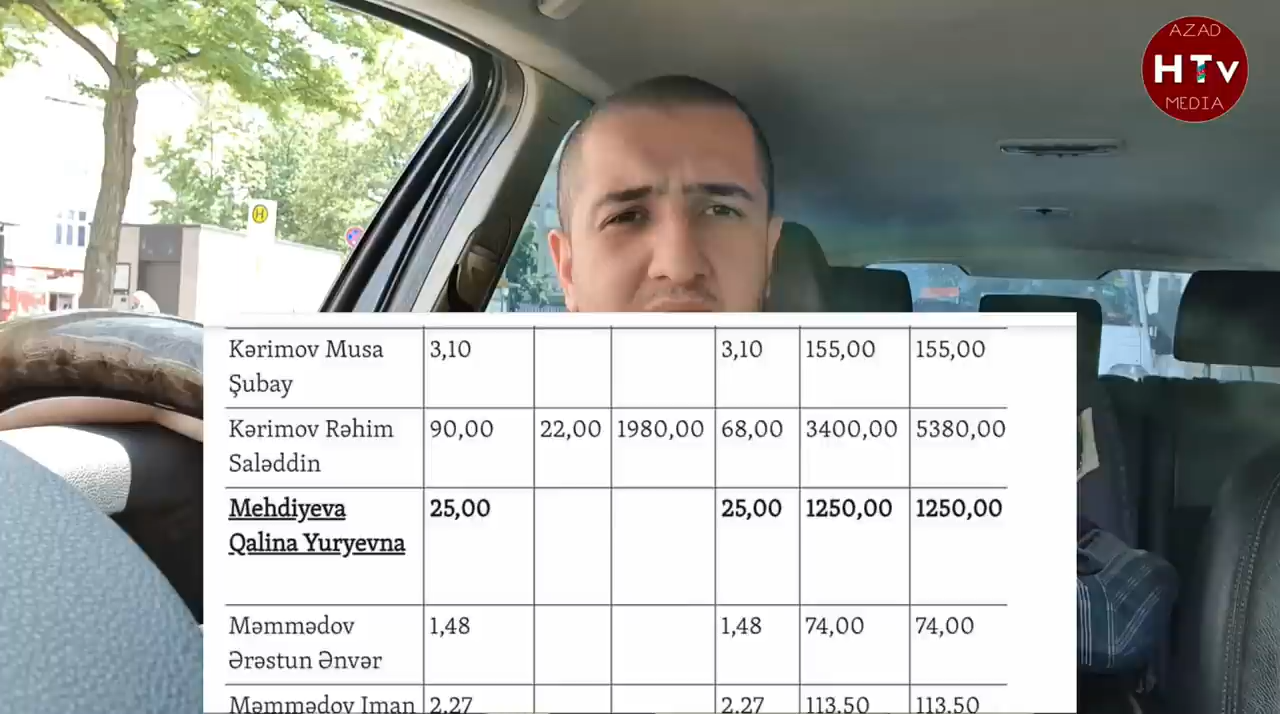 AZAD
HTv
MEDIA
H
Kərimov Musa 3,10 3,10 155,00 155,00
Şubay
Kərimov Rəhim 90,00 22,00 1980,00 68,00 3400,00 5380,00
Saləddin
Mehdiyeva 25,00 25,00 1250,00 1250,00
Qalina Yuryevna
Məmmədov 1,48 1,48 74,00 74,00
Ərəstun Ənvər
Məmmədov Iman 2,27 2,27 113,50 113,50